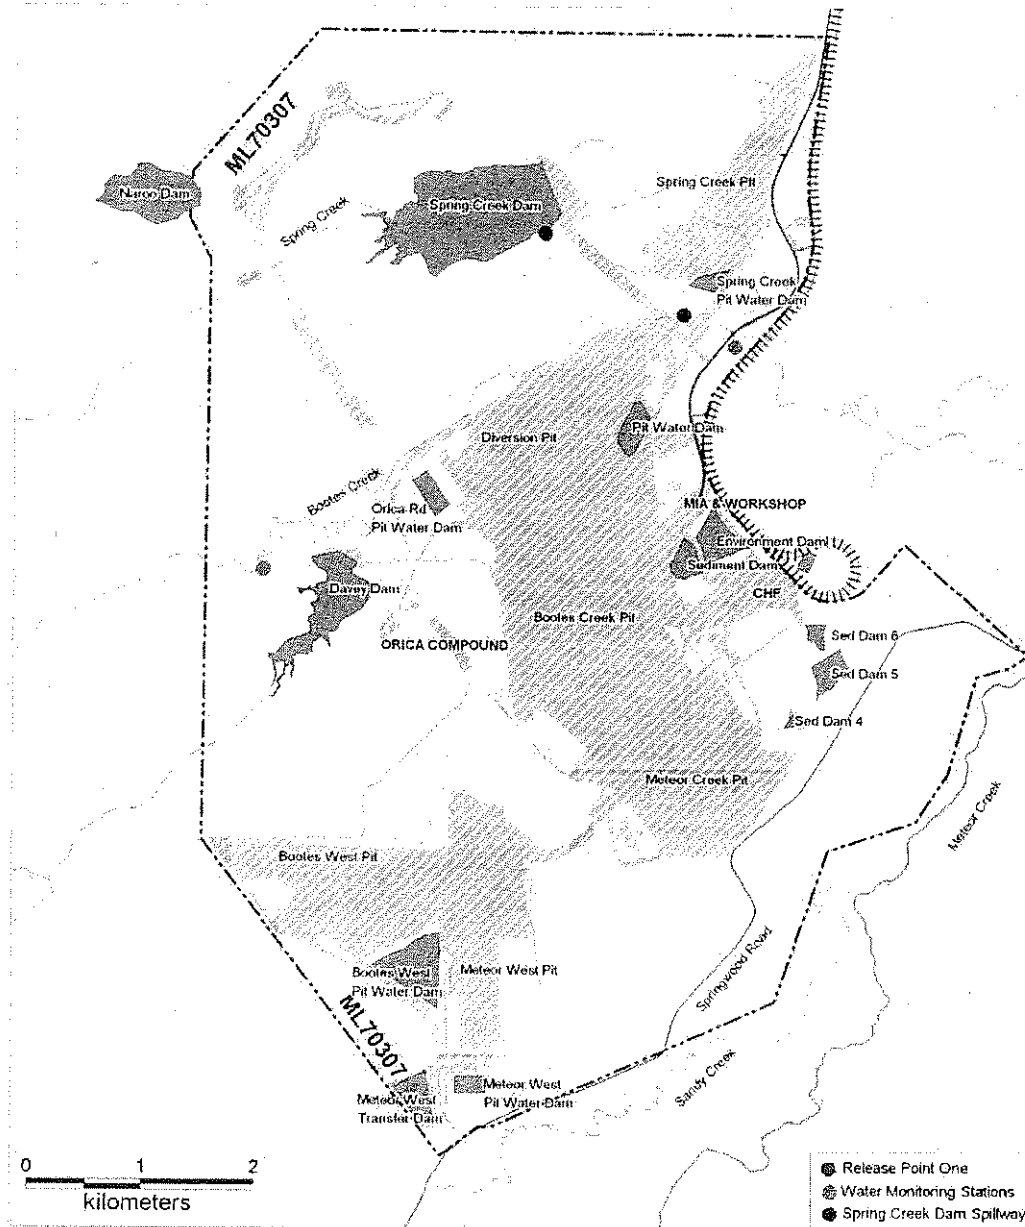 ML70307
Naroo Dam
Spring Creek
Spring Creek Dam
Spring Creek Pit
Spring Creek
Pit Water Dam
Diversion Pit
Pit Water Dam
Bootes Creek
Orica Rd
Pit Water Dam
MIA & WORKSHOP
Environment Dam
Sediment Dam
Davey Dam
CHP
Bootes Creek Pit
ORICA COMPOUND
Sed Dam 6
Sed Dam 5
Sed Dam 4
Meteor Creek Pit
Meteor Creek
Bootes West Pit
Springwood Road
Bootes West
Pit Water Dam
Meteor West Pit
ML70307
Sandy Creek
Meteor West
Transfer Dam
Meteor West
Pit Water Dam
0 1 2
kilometers
Release Point One
Water Monitoring Stations
Spring Creek Dam Spillway